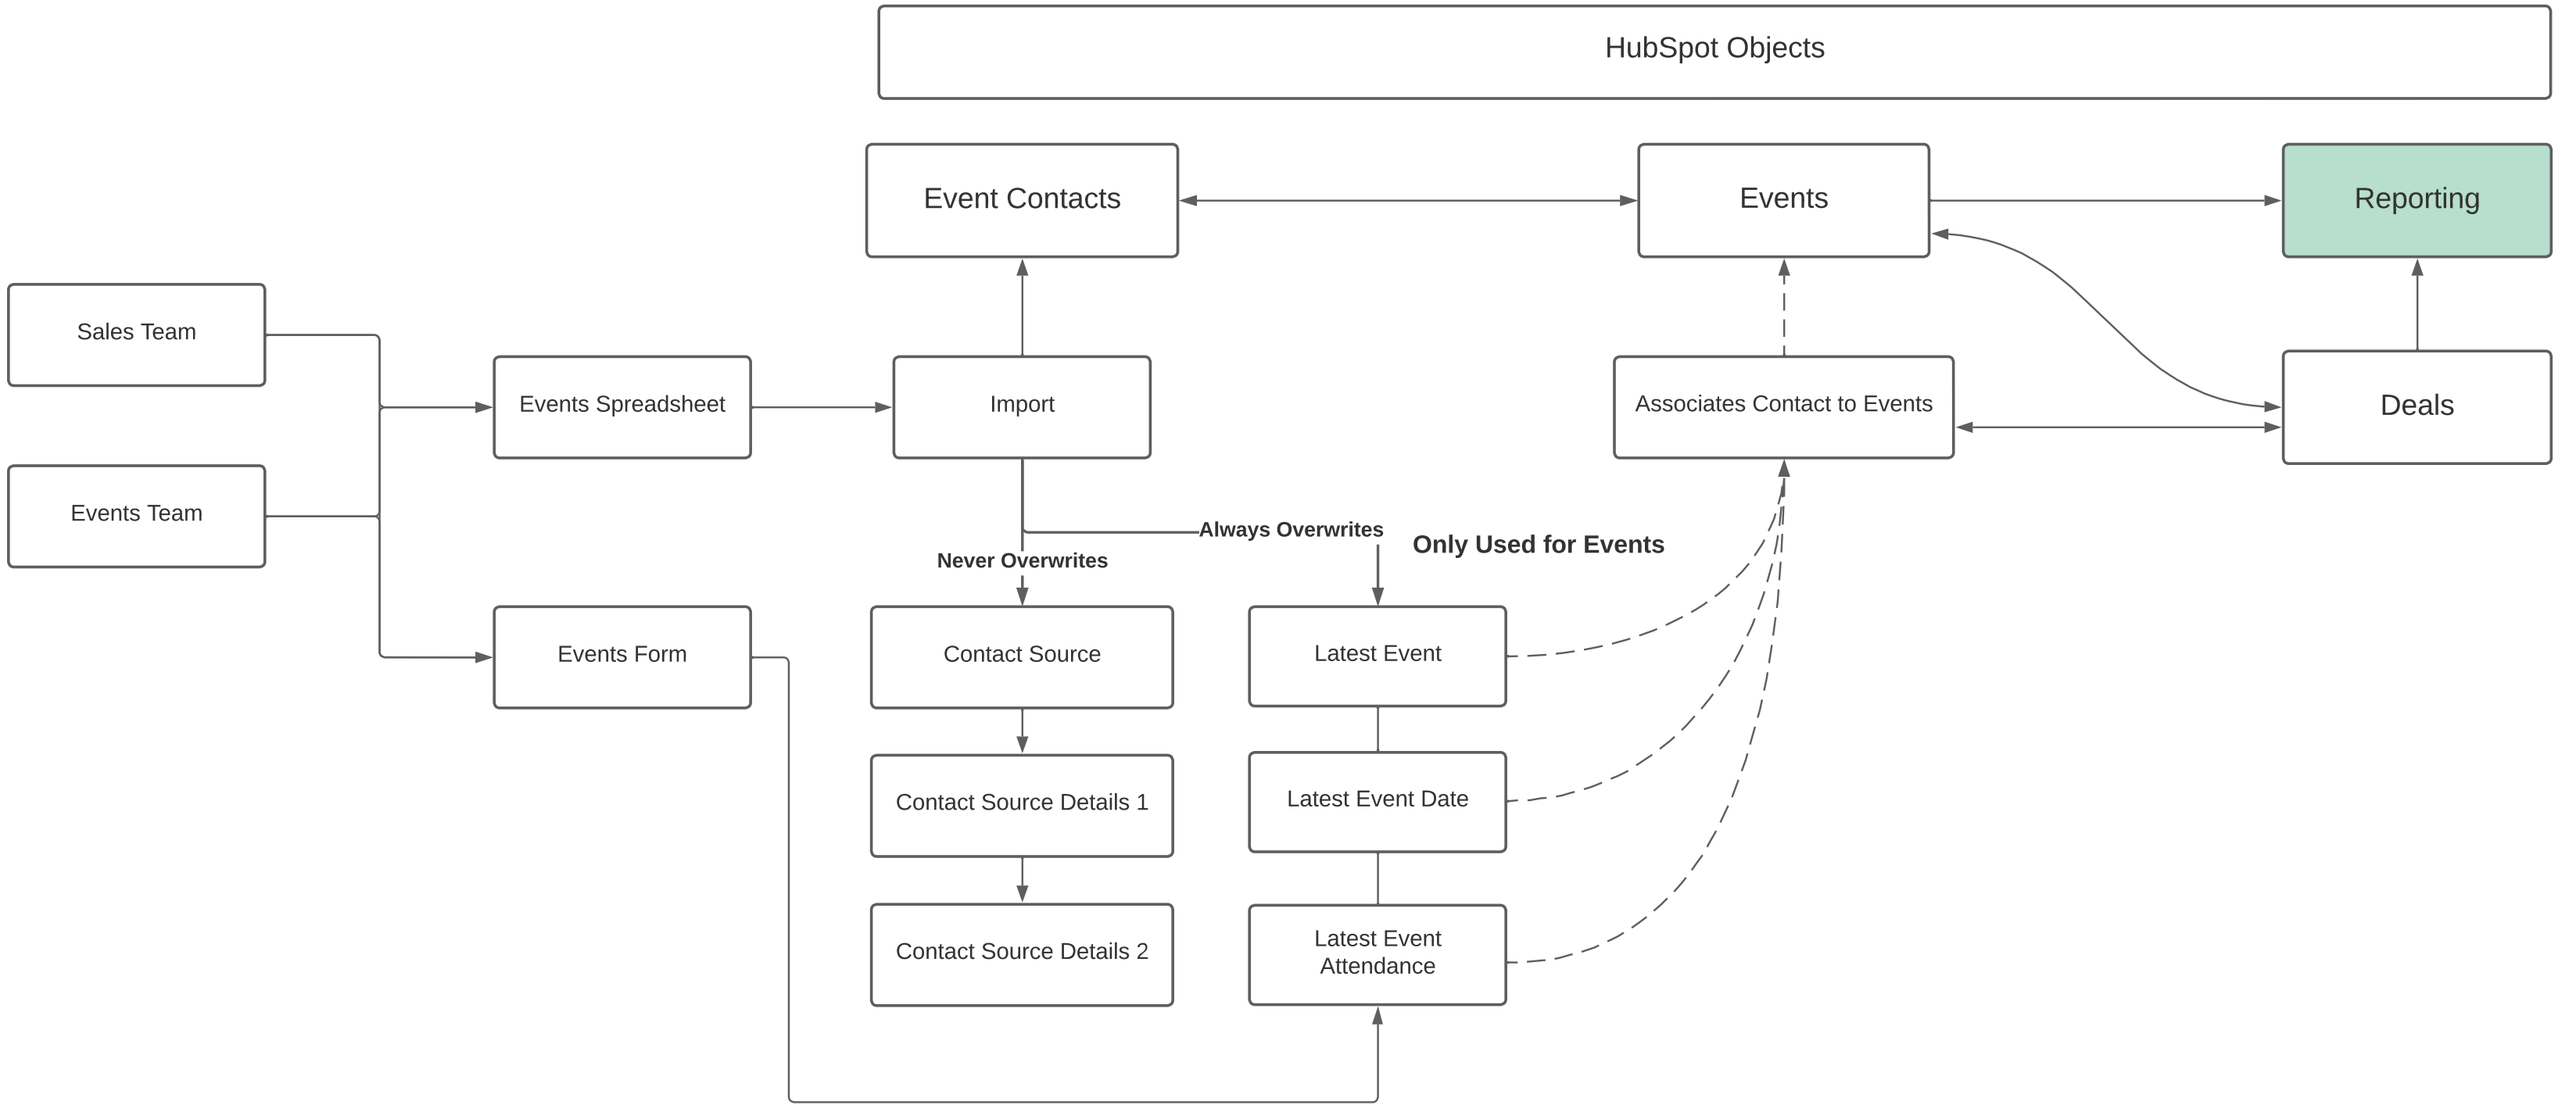 HubSpot Objects
Event Contacts
Events
Reporting
Sales Team
Events Spreadsheet
Import
Associates Contact to Events
Deals
Events Team
Always Overwrites
Only Used for Events
Never Overwrites
Events Form
Contact Source
Latest Event
Contact Source Details 1
Latest Event Date
Contact Source Details 2
Latest Event
Attendance